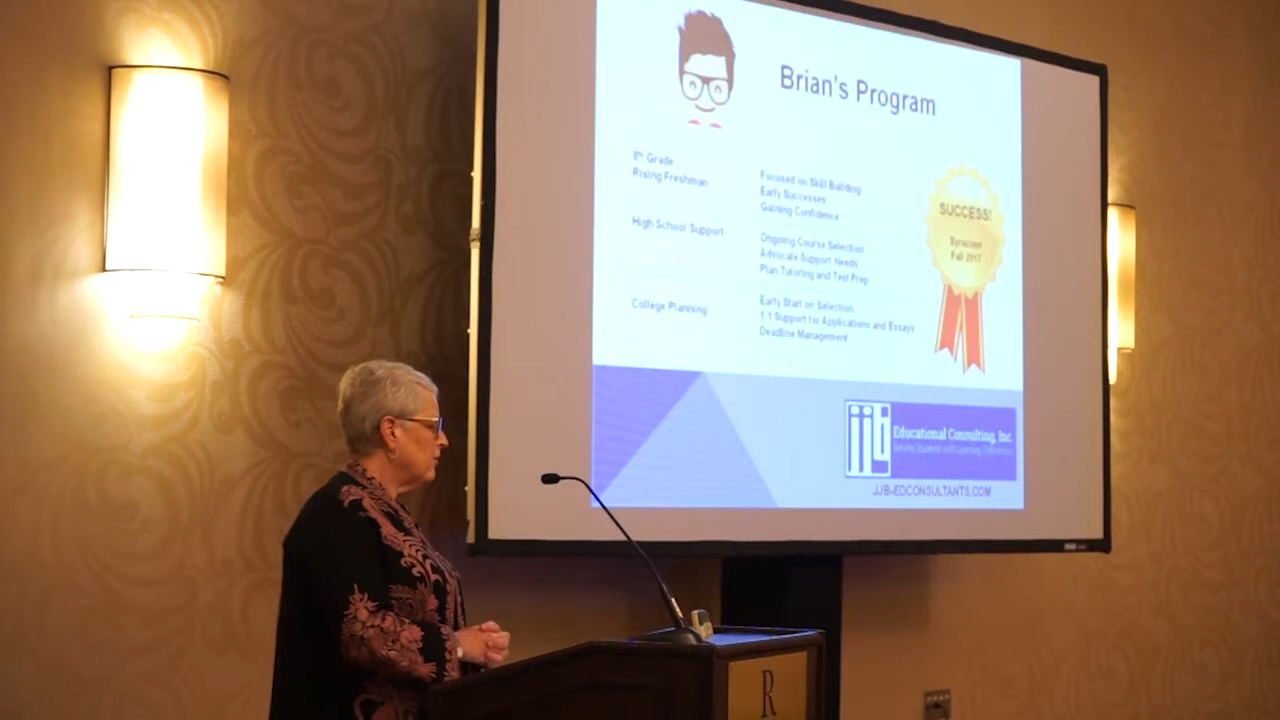 Brian's Program
8th Grade
Rising Freshman
Focused on Skill Building
Early Successes
Gaining Confidence
High School Support
Ongoing Course Selection
Advocate Support Needs
Plan Tutoring and Test Prep
College Planning
Early Start on Selection
1:1 Support for Applications and Essays
Deadline Management
SUCCESS!
Syracuse
Fall 2017
jjb
Educational Consulting, Inc
Serving Students with Learning Differences
JJB-EDCONSULTANTS.COM
R